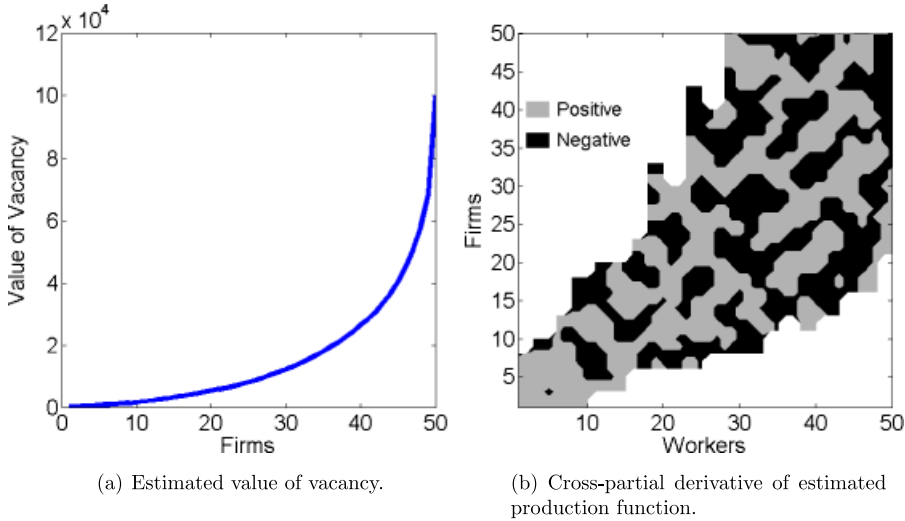 12 x 10^4
10
8
6
4
2
0
Value of Vacancy
0 10 20 30 40 50
Firms
(a) Estimated value of vacancy.
50
45
40
35
30
25
20
15
10
5
Firms
Positive
Negative
10 20 30 40 50
Workers
(b) Cross-partial derivative of estimated
production function.